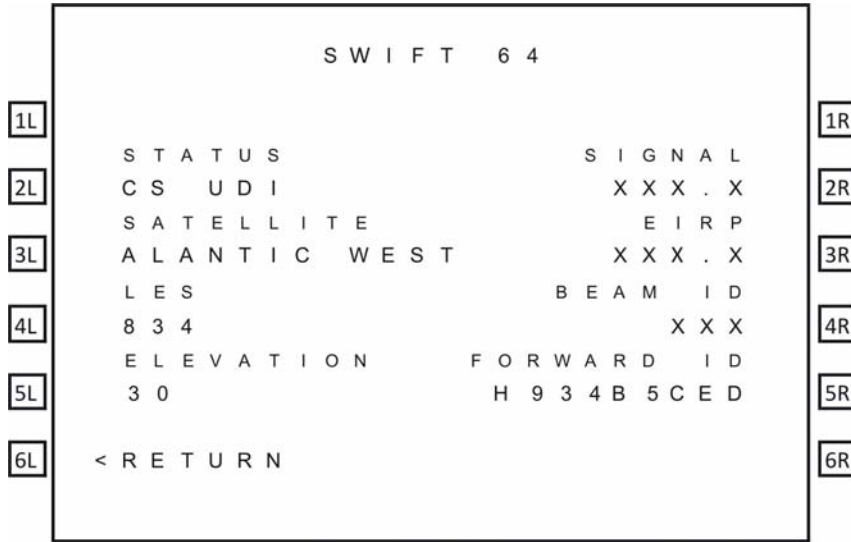 SWIFT 64
1L 1R
STATUS SIGNAL
2L CS UDI XXX.X 2R
SATELLITE EIRP
3L ALANTIC WEST XXX.X 3R
LES BEAM ID
4L 834 XXX 4R
ELEVATION FORWARD ID
5L 30 H934B5CED 5R
6L <RETURN 6R